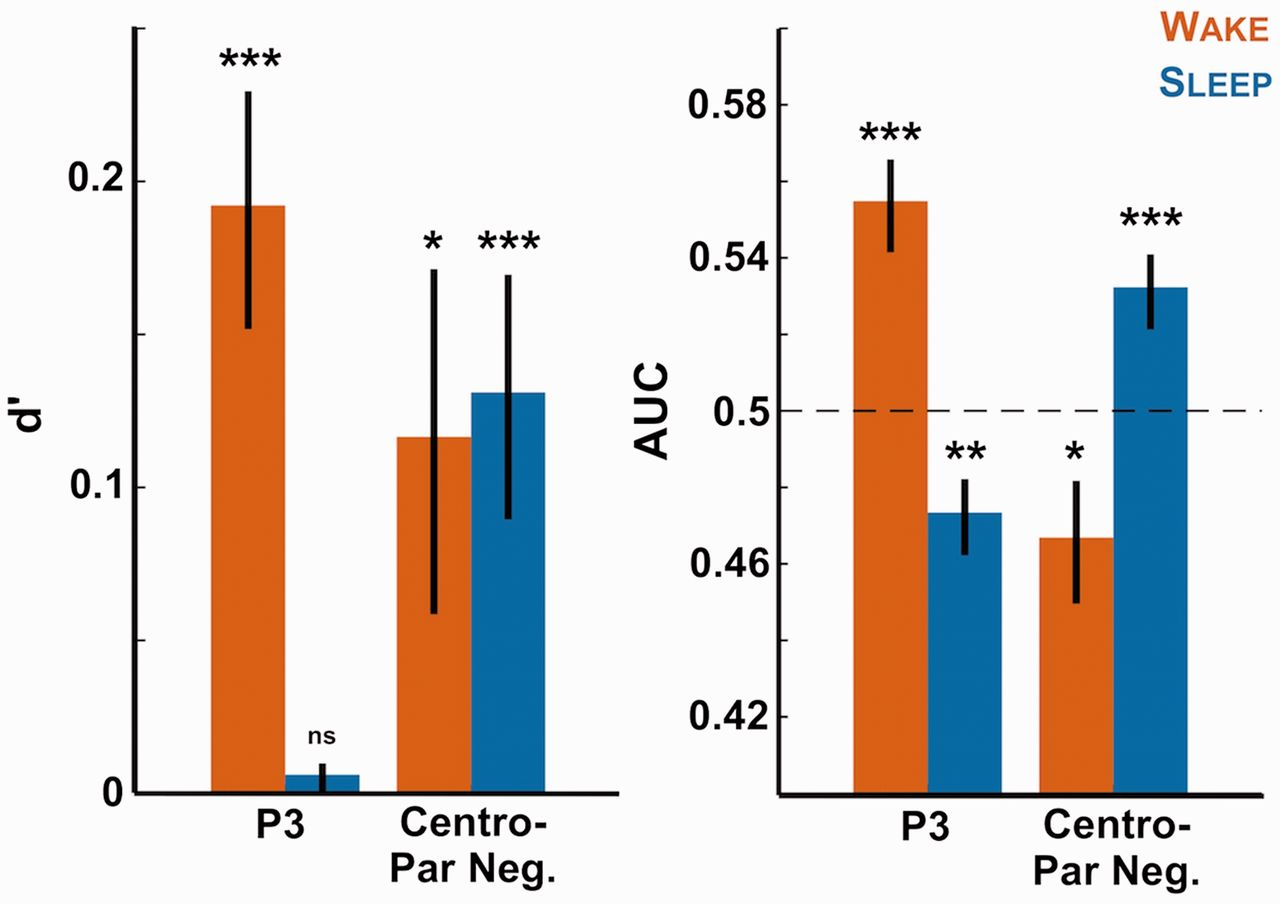 WAKE
SLEEP
d'
0.2
0.1
0
***
ns
*
***
P3
Centro-
Par Neg.
AUC
0.58
0.54
0.5
0.46
0.42
***
**
*
***
P3
Centro-
Par Neg.